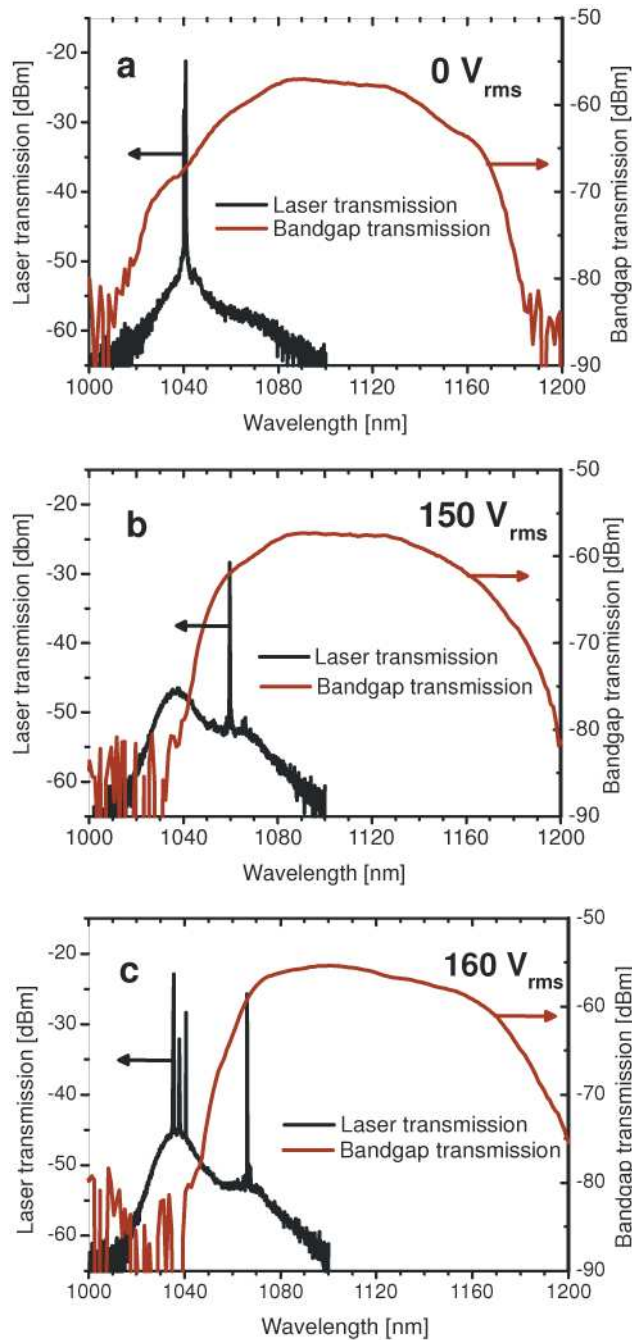 a
0 Vrms
Laser transmission [dBm]
-20
-30
-40
-50
-60
Bandgap transmission [dBm]
-50
-60
-70
-80
-90
Laser transmission
Bandgap transmission
1000 1040 1080 1120 1160 1200
Wavelength [nm]
b
150 Vrms
Laser transmission [dbm]
-20
-30
-40
-50
-60
Bandgap transmission [dBm]
-50
-60
-70
-80
-90
Laser transmission
Bandgap transmission
1000 1040 1080 1120 1160 1200
Wavelength [nm]
c
160 Vrms
Laser transmission [dBm]
-20
-30
-40
-50
-60
Bandgap transmission [dBm]
-50
-60
-70
-80
-90
Laser transmission
Bandgap transmission
1000 1040 1080 1120 1160 1200
Wavelength [nm]